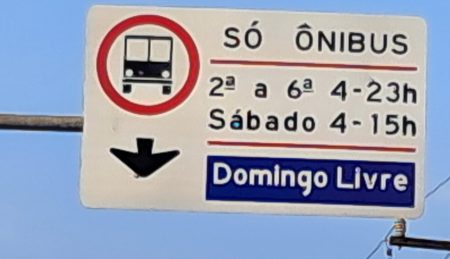 SÓ ÔNIBUS
2ª a 6ª 4-23h
Sábado 4-15h
Domingo Livre